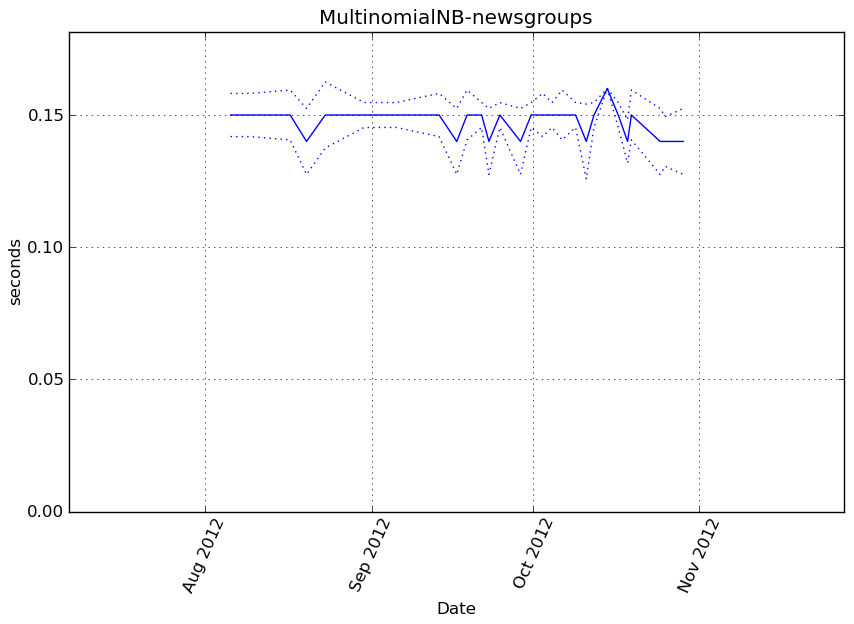 MultinomialNB-newsgroups
seconds
0.15
0.10
0.05
0.00
Aug 2012
Sep 2012
Oct 2012
Nov 2012
Date